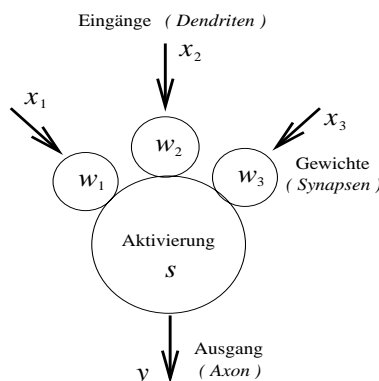 Eingänge ( Dendriten )
x2
x1
x3
w2
w1
w3
Gewichte
( Synapsen )
Aktivierung
s
Ausgang
( Axon )
y